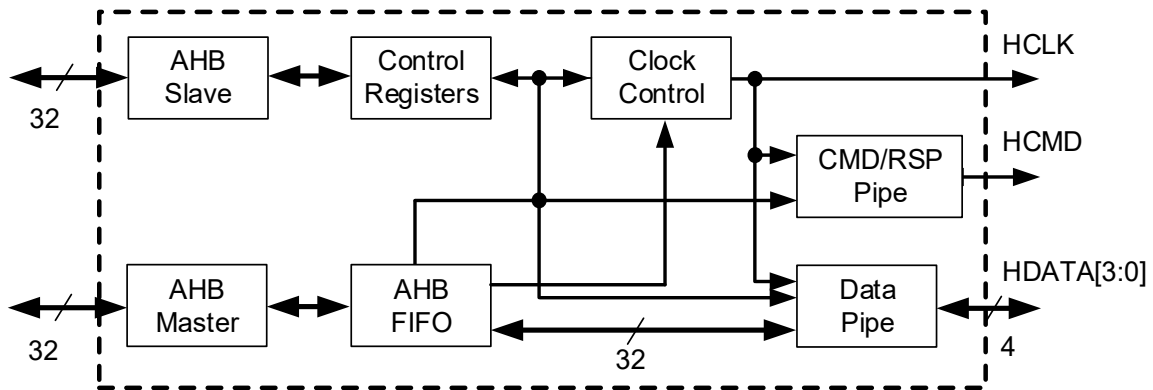 AHB
Slave
Control
Registers
Clock
Control
HCLK
32
CMD/RSP
Pipe
HCMD
AHB
Master
AHB
FIFO
Data
Pipe
HDATA[3:0]
32
32
4